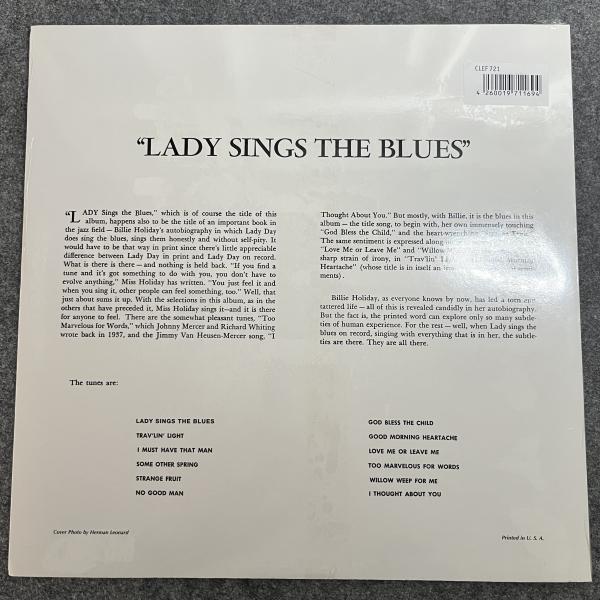 CLEF 721
4 260019 711694
“LADY SINGS THE BLUES”
“LADY Sings the Blues,” which is of course the title of this
album, happens also to be the title of an important book in
the jazz field — Billie Holiday's autobiography in which Lady Day
does sing the blues, sings them honestly and without self-pity. It
would have to be that way in print since there's little appreciable
difference between Lady Day in print and Lady Day on record.
What is there is there — and nothing is held back. “If you find a
tune and it's got something to do with you, you don't have to
evolve anything,” Miss Holiday has written. “You just feel it and
when you sing it, other people can feel something, too.” Well, that
just about sums it up. With the selections in this album, as in the
others that have preceded it, Miss Holiday sings it—and it is there
for anyone to feel. There are the somewhat pleasant tunes, “Too
Marvelous for Words,” which Johnny Mercer and Richard Whiting
wrote back in 1937, and the Jimmy Van Heusen-Mercer song, “I
Thought About You.” But mostly, with Billie, it is the blues in this
album — the title song, to begin with, her own immensely touching
“God Bless the Child,” and the heart-wrenching
The same sentiment is expressed along
“Love Me or Leave Me” and “Willow
sharp strain of irony, in “Trav'lin' Morning
Heartache” (whose title is in itself an
ments).
Billie Holiday, as everyone knows by now, has led a torn and
tattered life — all of this is revealed candidly in her autobiography.
But the fact is, the printed word can explore only so many subtle-
ties of human experience. For the rest — well, when Lady sings the
blues on record, singing with everything that is in her, the subtle-
ties are there. They are all there.
The tunes are:
LADY SINGS THE BLUES
TRAV'LIN' LIGHT
I MUST HAVE THAT MAN
SOME OTHER SPRING
STRANGE FRUIT
NO GOOD MAN
GOD BLESS THE CHILD
GOOD MORNING HEARTACHE
LOVE ME OR LEAVE ME
TOO MARVELOUS FOR WORDS
WILLOW WEEP FOR ME
I THOUGHT ABOUT YOU
Cover Photo by Herman Leonard
Printed in U. S. A.